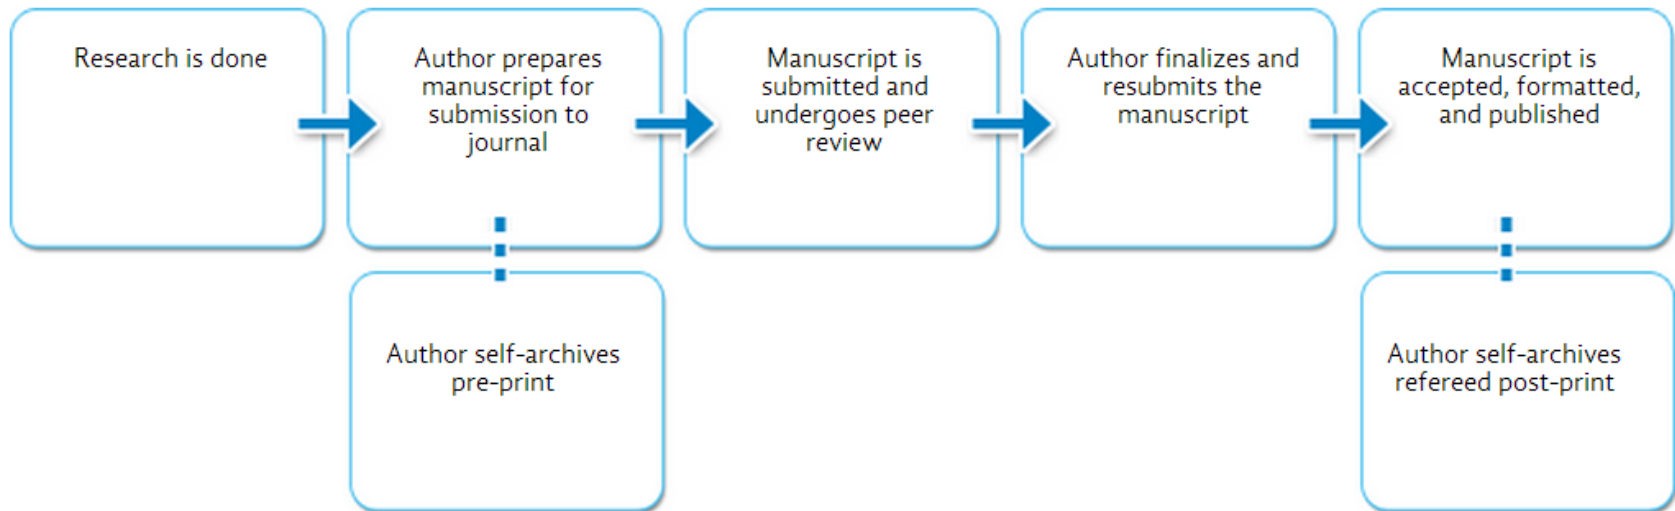 Research is done
Author prepares
manuscript for
submission to
journal
Manuscript is
submitted and
undergoes peer
review
Author finalizes and
resubmits the
manuscript
Manuscript is
accepted, formatted,
and published
Author self-archives
pre-print
Author self-archives
refereed post-print